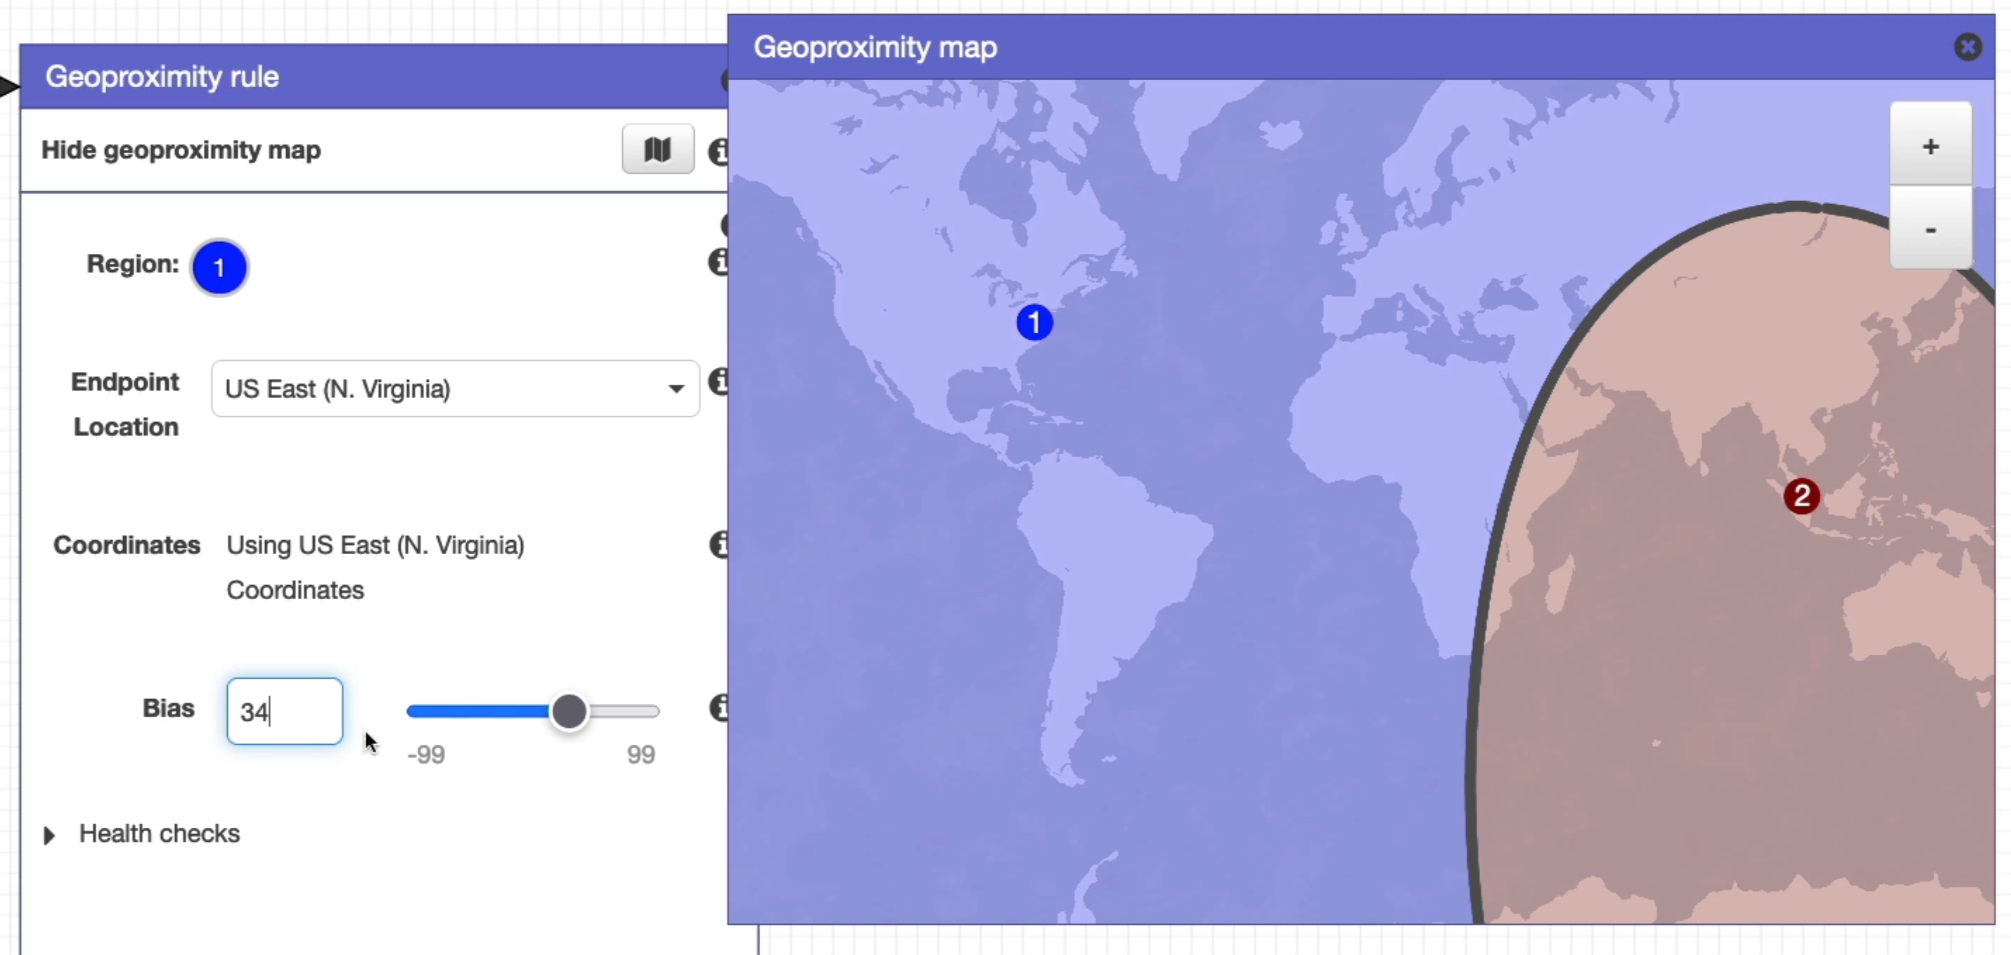 Geoproximity rule
Hide geoproximity map
Region: 1
Endpoint
Location
US East (N. Virginia)
Coordinates
Using US East (N. Virginia)
Coordinates
Bias
34
-99
99
Health checks
Geoproximity map
+
-
1
2